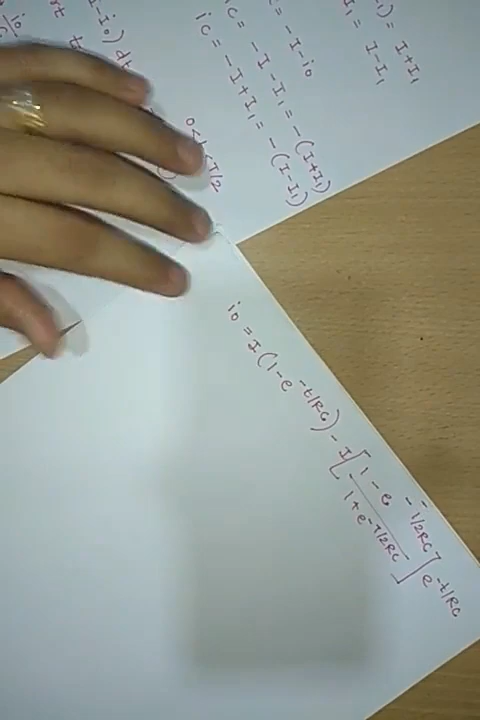 = I + I₁
I₁ = I - I₁
= - I - i₀
iC = - I - I₁ = - (I + I₁)
iC = - I + I₁ = - (I - I₁)
- i₀) d
0 < t < T/2
i₀ = I (1 - e^{-t/RC}) - I [ (1 - e^{-T/2RC}) / (1 + e^{-T/2RC}) ] e^{-t/RC}